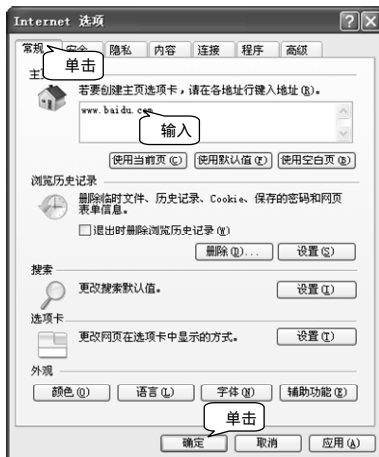 Internet 选项
常规 安全 隐私 内容 连接 程序 高级
单击
主页
若要创建主页选项卡，请在各地址行键入地址(R)。
www.baidu.com
输入
使用当前页(C) 使用默认值(F) 使用空白页(B)
浏览历史记录
删除临时文件、历史记录、Cookie、保存的密码和网页
表单信息。
退出时删除浏览历史记录(W)
删除(D)... 设置(S)
搜索
更改搜索默认值。 设置(I)
选项卡
更改网页在选项卡中显示的方式。 设置(T)
外观
颜色(O) 语言(L) 字体(N) 辅助功能(E)
单击
确定 取消 应用(A)